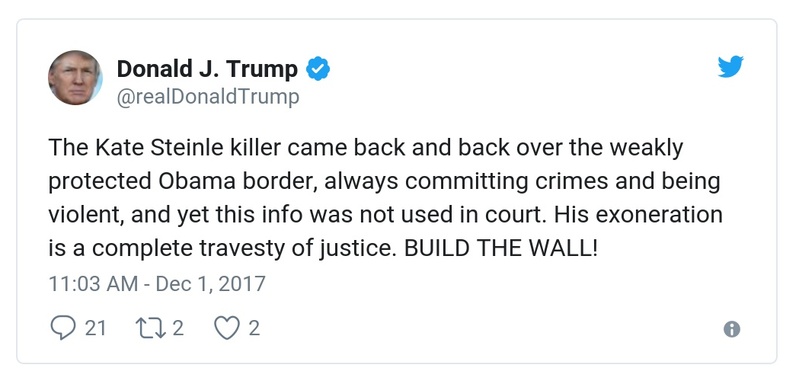 Donald J. Trump
@realDonaldTrump
The Kate Steinle killer came back and back over the weakly
protected Obama border, always committing crimes and being
violent, and yet this info was not used in court. His exoneration
is a complete travesty of justice. BUILD THE WALL!
11:03 AM - Dec 1, 2017
21 2 2